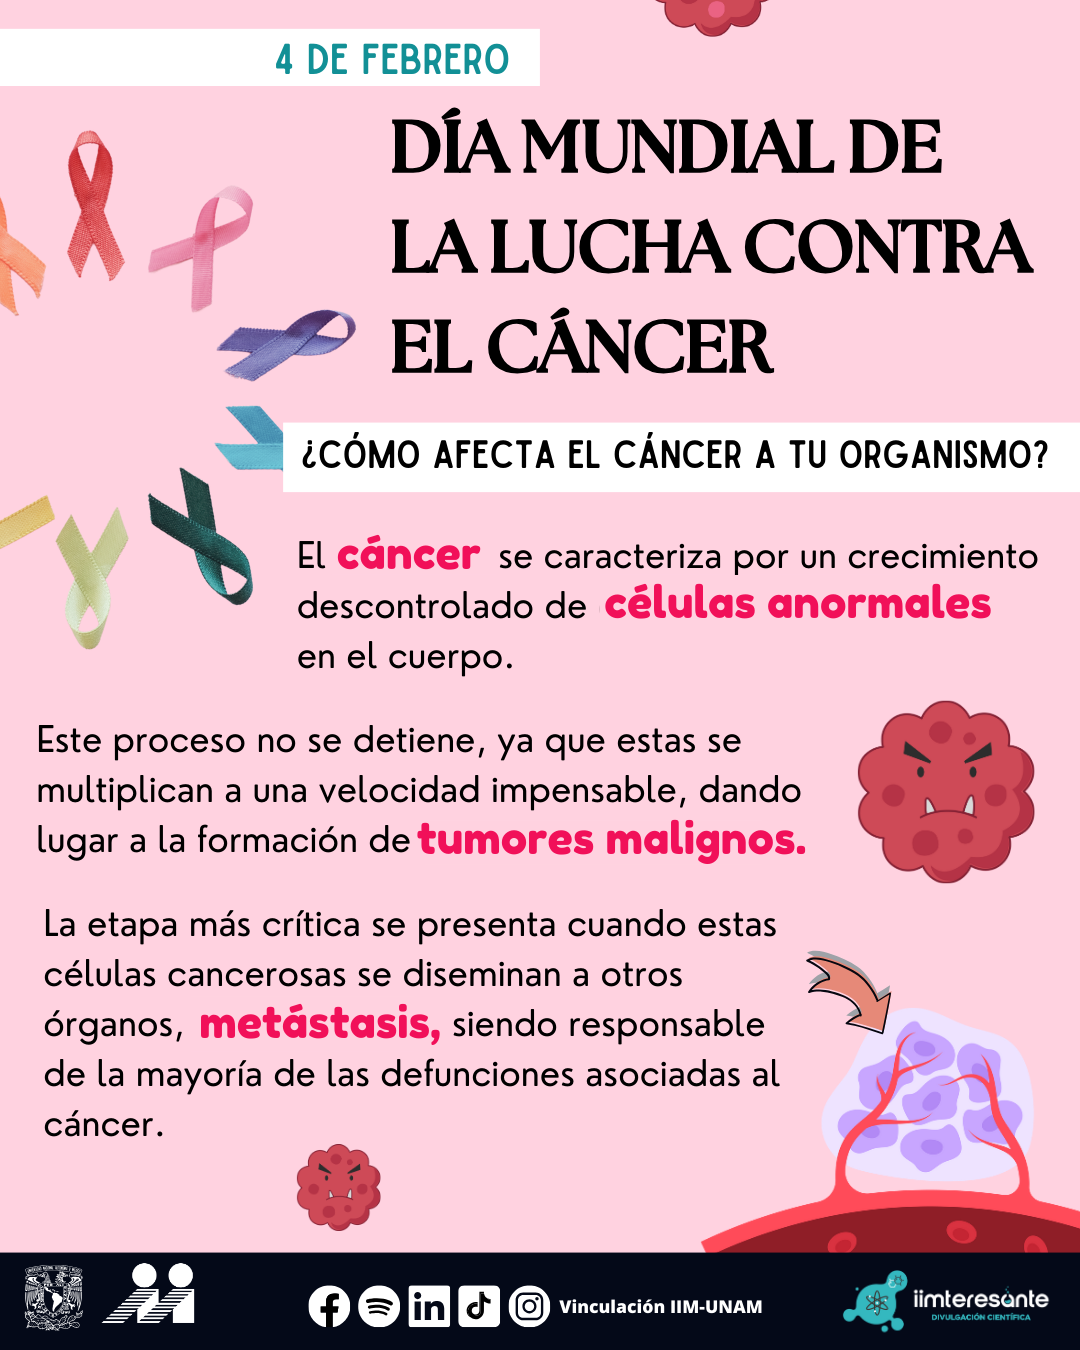 4 DE FEBRERO
DÍA MUNDIAL DE
LA LUCHA CONTRA
EL CÁNCER
¿CÓMO AFECTA EL CÁNCER A TU ORGANISMO?
El cáncer se caracteriza por un crecimiento
descontrolado de células anormales
en el cuerpo.
Este proceso no se detiene, ya que estas se
multiplican a una velocidad impensable, dando
lugar a la formación de tumores malignos.
La etapa más crítica se presenta cuando estas
células cancerosas se diseminan a otros
órganos, metástasis, siendo responsable
de la mayoría de las defunciones asociadas al
cáncer.
Vinculación IIM-UNAM
iimteresante
DIVULGACIÓN CIENTÍFICA